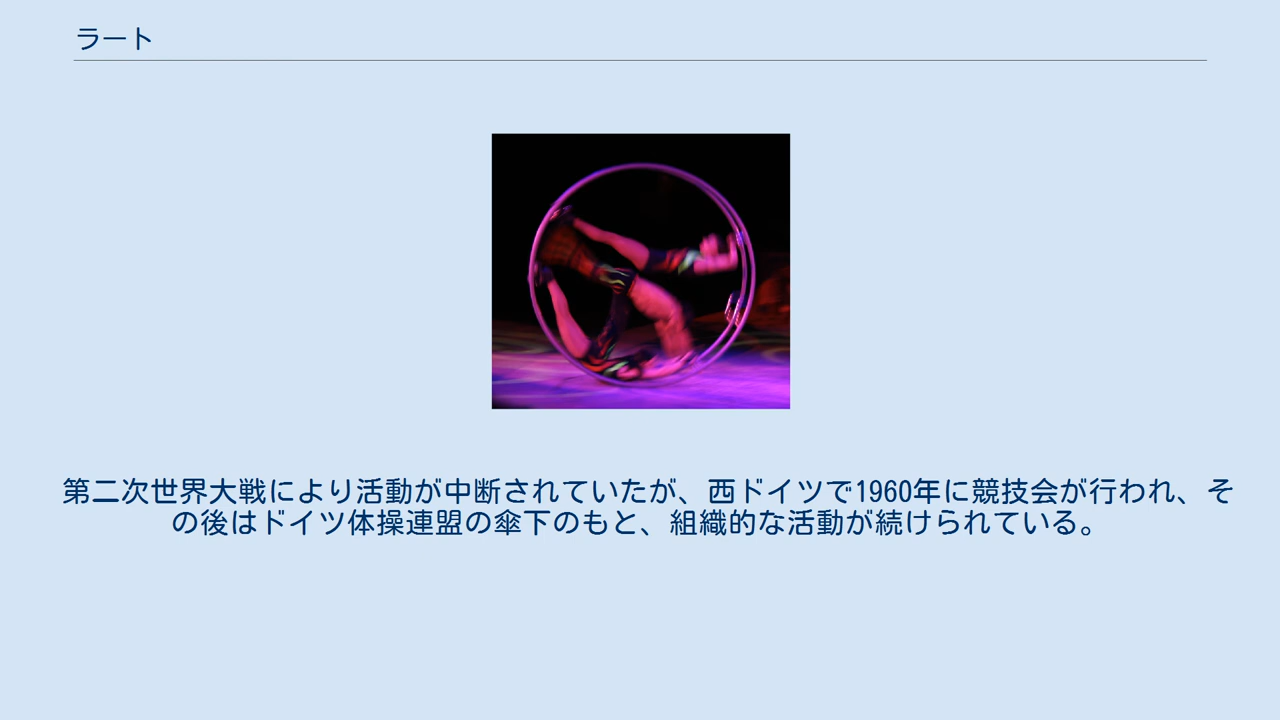 ラート
第二次世界大戦により活動が中断されていたが、西ドイツで1960年に競技会が行われ、そ
の後はドイツ体操連盟の傘下のもと、組織的な活動が続けられている。